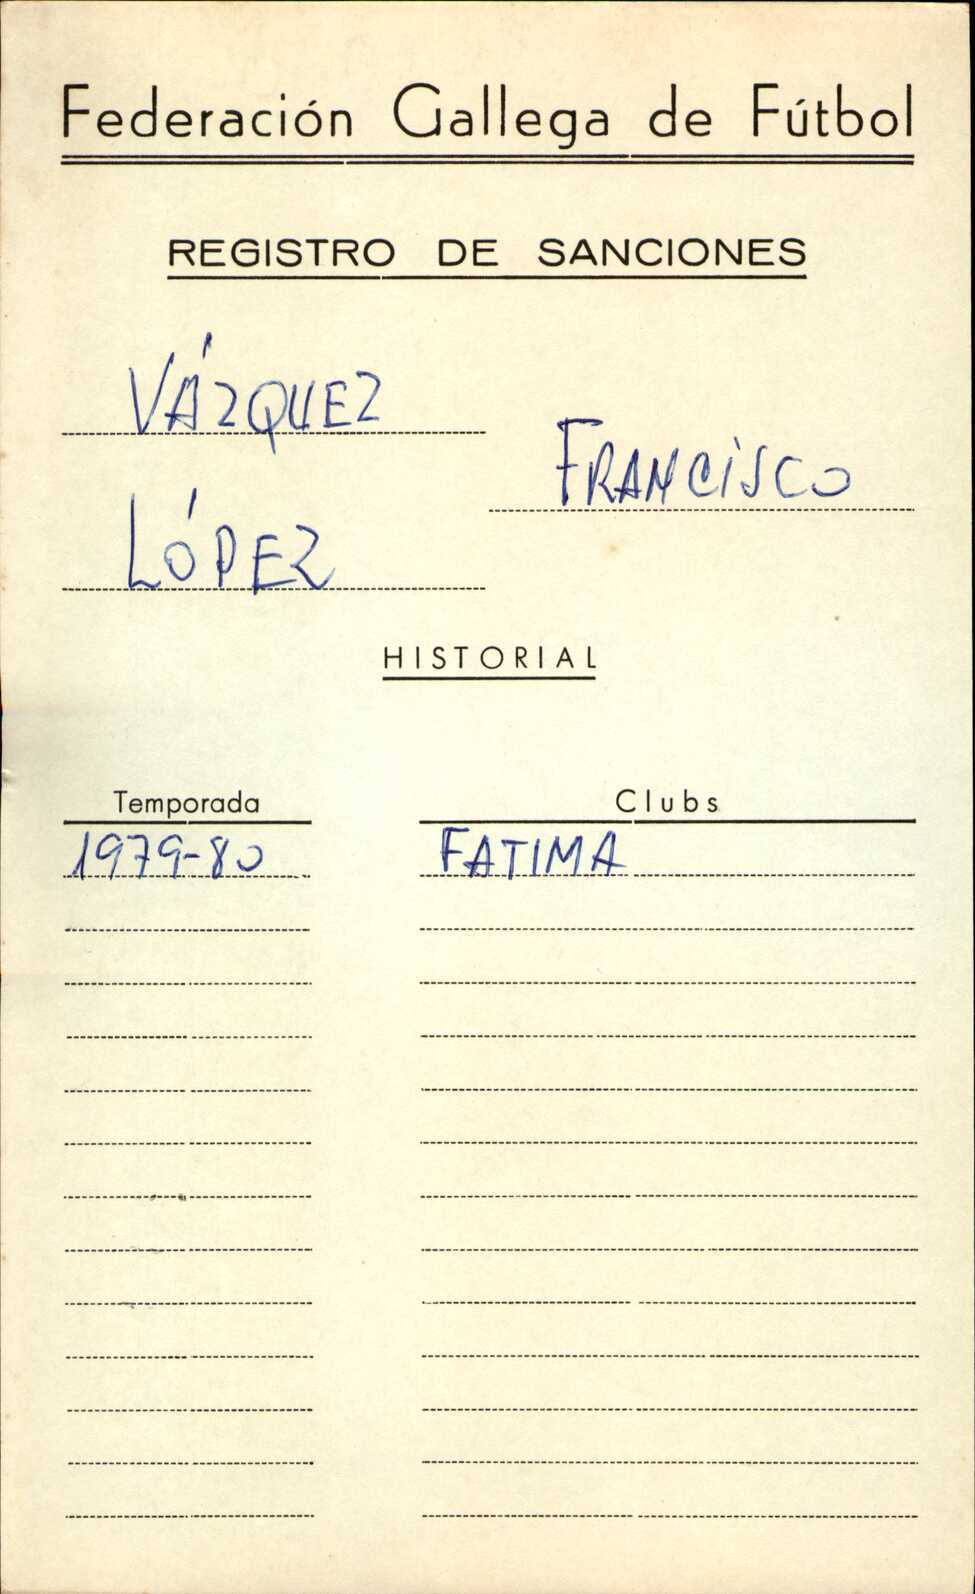 Federación Gallega de Fútbol
REGISTRO DE SANCIONES
VÁZQUEZ
FRANCISCO
LÓPEZ
HISTORIAL
Temporada Clubs
1979-80 FATIMA